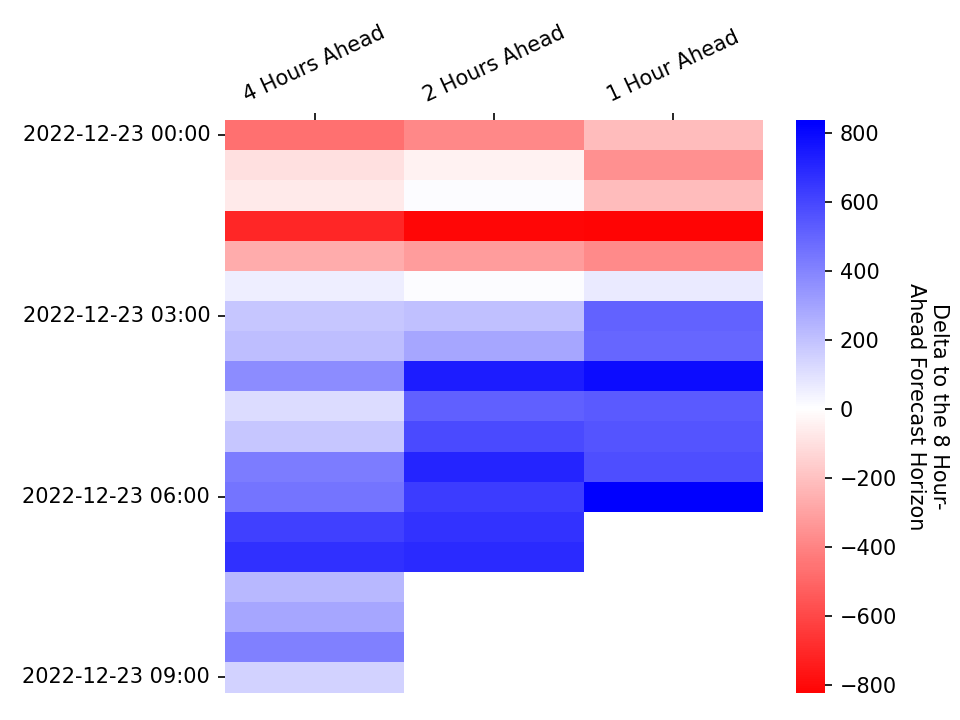 4 Hours Ahead
2 Hours Ahead
1 Hour Ahead
2022-12-23 00:00
2022-12-23 03:00
2022-12-23 06:00
2022-12-23 09:00
800
600
400
200
0
−200
−400
−600
−800
Delta to the 8 Hour-
Ahead Forecast Horizon